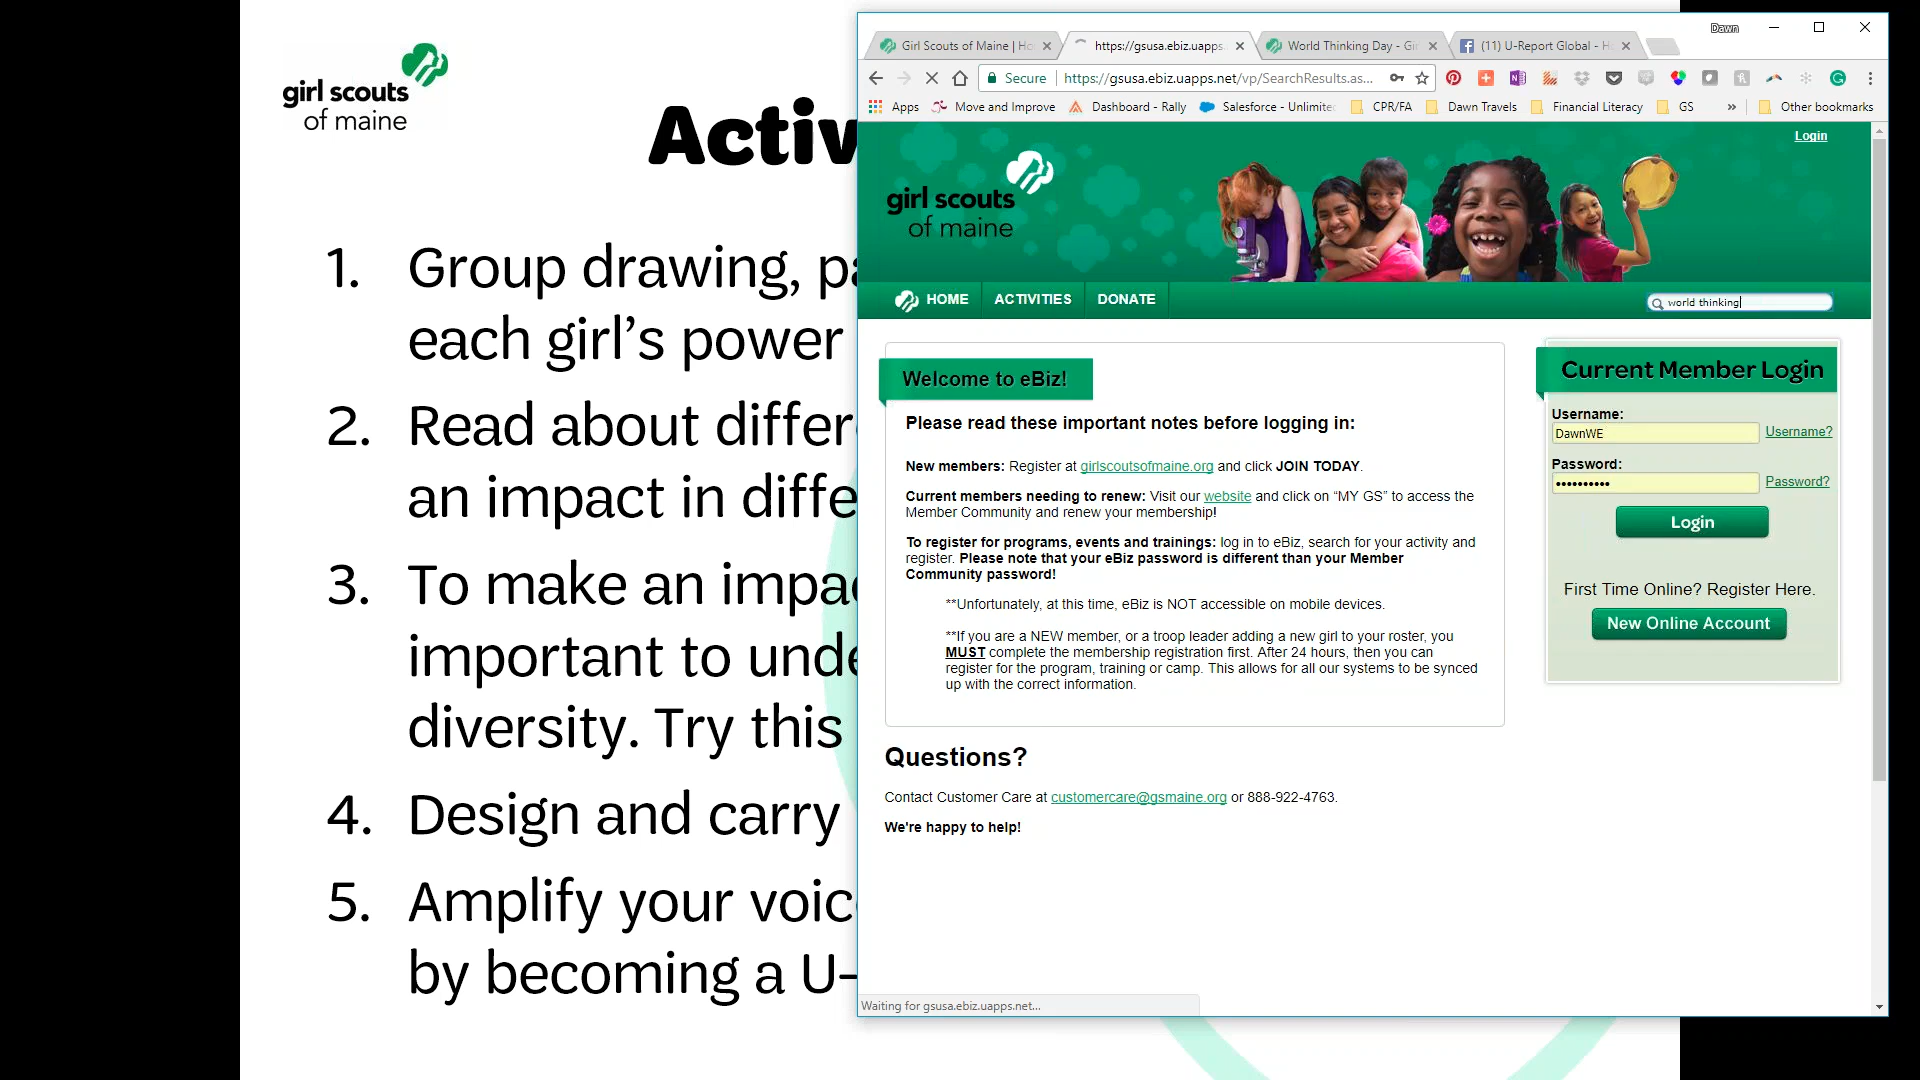 girl scouts
of maine
Activ
1. Group drawing, pa
each girl's power
2. Read about differ
an impact in diffe
3. To make an impa
important to unde
diversity. Try this
4. Design and carry
5. Amplify your voic
by becoming a U-
Dawn
Girl Scouts of Maine | Ho
https://gsusa.ebiz.uapps.
World Thinking Day - Gir
(11) U-Report Global - H
Secure https://gsusa.ebiz.uapps.net/vp/SearchResults.as...
Apps Move and Improve Dashboard - Rally Salesforce - Unlimite CPR/FA Dawn Travels Financial Literacy GS » Other bookmarks
Login
girl scouts
of maine
HOME ACTIVITIES DONATE world thinking
Welcome to eBiz!
Please read these important notes before logging in:
New members: Register at girlscoutsofmaine.org and click JOIN TODAY.
Current members needing to renew: Visit our website and click on “MY GS” to access the
Member Community and renew your membership!
To register for programs, events and trainings: log in to eBiz, search for your activity and
register. Please note that your eBiz password is different than your Member
Community password!
**Unfortunately, at this time, eBiz is NOT accessible on mobile devices.
**If you are a NEW member, or a troop leader adding a new girl to your roster, you
MUST complete the membership registration first. After 24 hours, then you can
register for the program, training or camp. This allows for all our systems to be synced
up with the correct information.
Questions?
Contact Customer Care at customercare@gsmaine.org or 888-922-4763.
We're happy to help!
Current Member Login
Username:
DawnWE Username?
Password:
•••••••••• Password?
Login
First Time Online? Register Here.
New Online Account
Waiting for gsusa.ebiz.uapps.net...